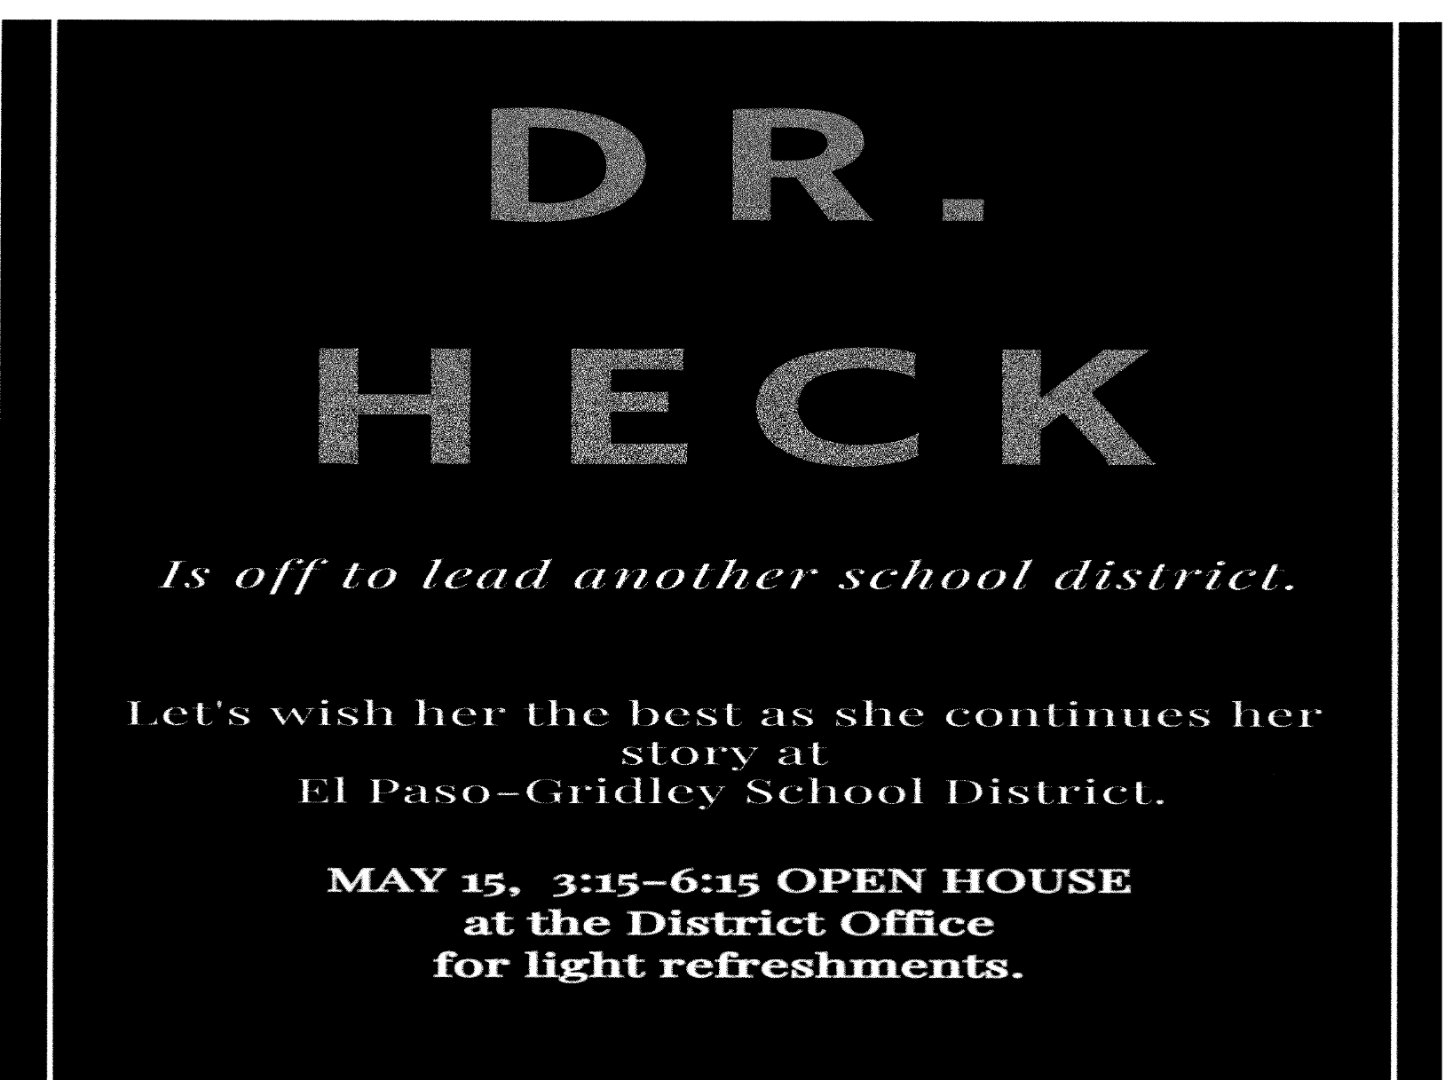 DR.
HECK
Is off to lead another school district.
Let's wish her the best as she continues her
story at
El Paso-Gridley School District.
MAY 15,  3:15-6:15 OPEN HOUSE
at the District Office
for light refreshments.